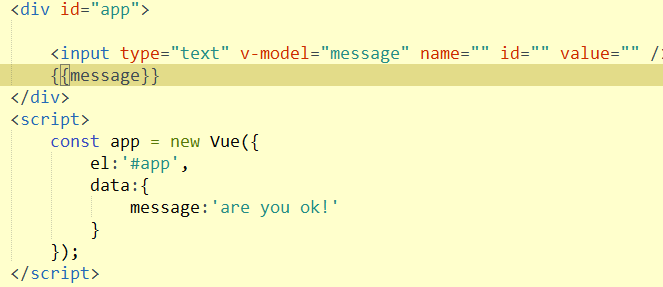 <div id="app">
<input type="text" v-model="message" name="" id="" value="" />
{{message}}
</div>
<script>
const app = new Vue({
el:'#app',
data:{
message:'are you ok!'
}
});
</script>